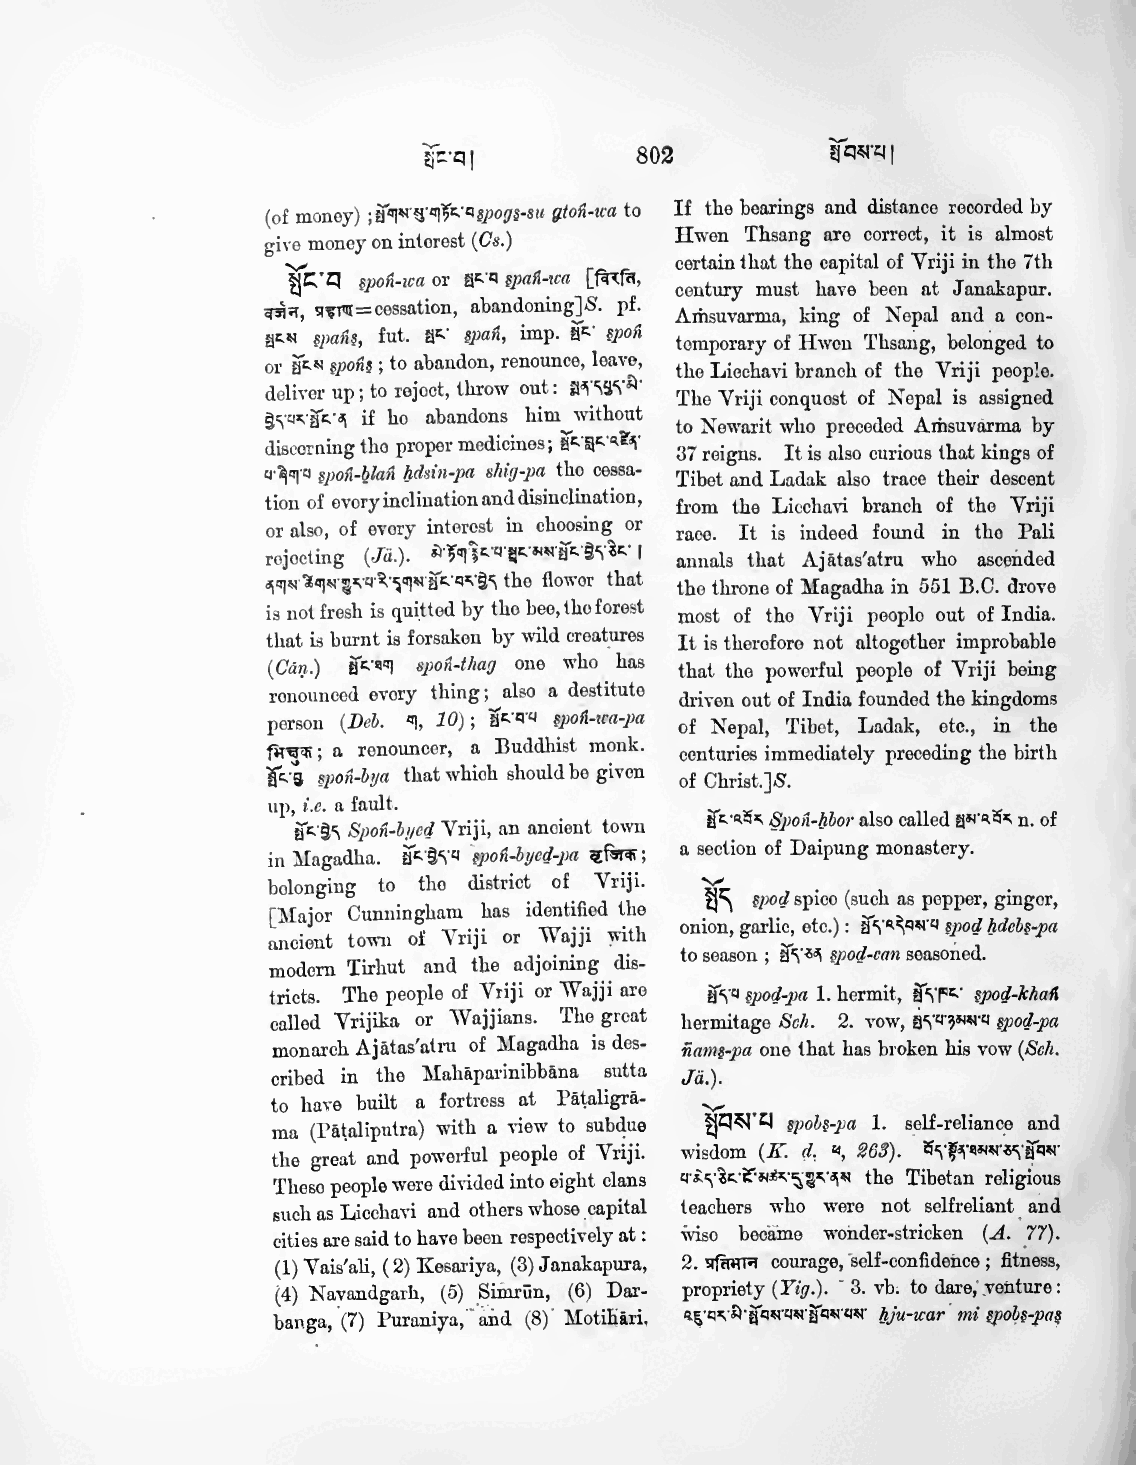 སྤོང་བ།
802
སྤོབས་པ།
(of money) ; སྤོགས་སུ་གཏོང་བ spogs-su gtoṅ-wa to
give money on interest (Cs.)
སྤོང་བ spoṅ-wa or སྤང་བ spaṅ-wa [विरति,
वर्जन, प्रहाण=cessation, abandoning]S. pf.
སྤངས spaṅs, fut. སྤང་ spaṅ, imp. སྤོང་ spoṅ
or སྤོངས spoṅs ; to abandon, renounce, leave,
deliver up ; to reject, throw out : སྨན་དཔྱད་མི་
བྱེད་པར་སྤོང་ན if he abandons him without
discerning the proper medicines ; སྤོང་བླང་འཛིན་
པ་ཞིག་པ spoṅ-blaṅ ḥdsin-pa shig-pa the cessa-
tion of every inclination and disinclination,
or also, of every interest in choosing or
rejecting (Jä.). མེ་ཏོག་རྙིང་པ་སྦྲང་མས་སྤོང་བྱེད་ཅིང་ །
ནགས་ཚོགས་ཚིག་པ་རི་དྭགས་སྤོང་བར་བྱེད the flower that
is not fresh is quitted by the bee, the forest
that is burnt is forsaken by wild creatures
(Cāṇ.) སྤོང་ཐག spoṅ-thag one who has
renounced every thing ; also a destitute
person (Deb. ག, 10) ; སྤོང་བ་པ spoṅ-wa-pa
भिक्षुक ; a renouncer, a Buddhist monk.
སྤོང་བྱ spoṅ-bya that which should be given
up, i.e. a fault.
སྤོང་བྱེད Spoṅ-byed Vriji, an ancient town
in Magadha. སྤོང་བྱེད་པ spoṅ-byed-pa वृजिक ;
belonging to the district of Vriji.
[Major Cunningham has identified the
ancient town of Vriji or Wajji with
modern Tirhut and the adjoining dis-
tricts. The people of Vriji or Wajji are
called Vrijika or Wajjians. The great
monarch Ajātas'atru of Magadha is des-
cribed in the Mahāparinibbāna sutta
to have built a fortress at Pāṭaligrā-
ma (Pāṭaliputra) with a view to subdue
the great and powerful people of Vriji.
These people were divided into eight clans
such as Licchavi and others whose capital
cities are said to have been respectively at :
(1) Vais'ali, (2) Kesariya, (3) Janakapura,
(4) Navandgarh, (5) Simrūn, (6) Dar-
banga, (7) Puraniya, and (8) Motihāri.
If the bearings and distance recorded by
Hwen Thsang are correct, it is almost
certain that the capital of Vriji in the 7th
century must have been at Janakapur.
Aṁsuvarma, king of Nepal and a con-
temporary of Hwen Thsang, belonged to
the Licchavi branch of the Vriji people.
The Vriji conquest of Nepal is assigned
to Newarit who preceded Aṁsuvarma by
37 reigns. It is also curious that kings of
Tibet and Ladak also trace their descent
from the Licchavi branch of the Vriji
race. It is indeed found in the Pali
annals that Ajātas'atru who ascended
the throne of Magadha in 551 B.C. drove
most of the Vriji people out of India.
It is therefore not altogether improbable
that the powerful people of Vriji being
driven out of India founded the kingdoms
of Nepal, Tibet, Ladak, etc., in the
centuries immediately preceding the birth
of Christ.]S.
སྤོང་འབོར Spoṅ-ḥbor also called སྤམ་འབོར n. of
a section of Daipung monastery.
སྤོད spod spice (such as pepper, ginger,
onion, garlic, etc.) : སྤོད་འདེབས་པ spod ḥdebs-pa
to season ; སྤོད་ཅན spod-can seasoned.
སྤོད་པ spod-pa 1. hermit, སྤོད་ཁང་ spod-khaṅ
hermitage Sch. 2. vow, སྤོད་པ་ཉམས་པ spod-pa
ñams-pa one that has broken his vow (Sch.
Jä.).
སྤོབས་པ spobs-pa 1. self-reliance and
wisdom (K. d. ཕ, 263). བོད་སྟོན་ཐམས་ཅད་སྤོབས་
པ་མེད་ཅིང་ངོ་མཚར་དུ་གྱུར་ནས the Tibetan religious
teachers who were not selfreliant and
wise became wonder-stricken (A. 77).
2. प्रतिभान courage, self-confidence ; fitness,
propriety (Yig.). 3. vb. to dare, venture :
འཇུ་བར་མི་སྤོབས་པས་སྤོབས་པས་ ḥju-war mi spobs-pas